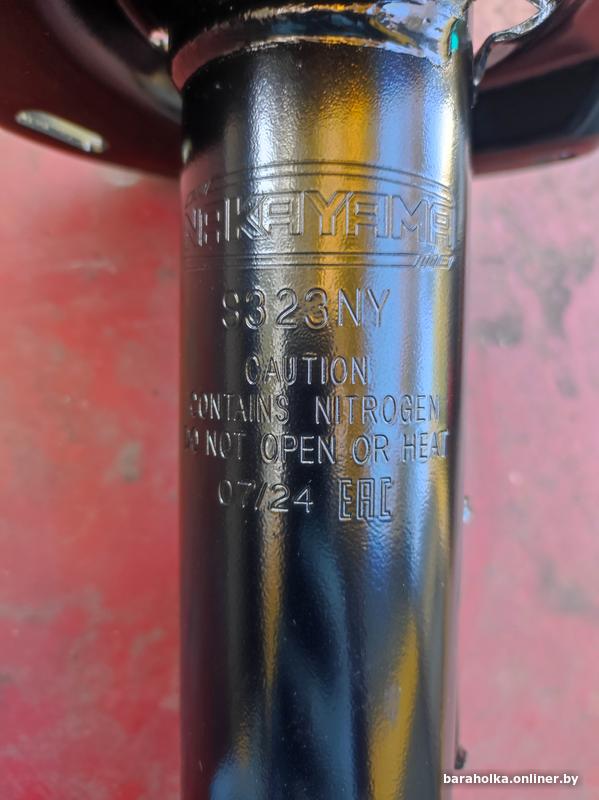 NAKAYAMA
S323NY
CAUTION
CONTAINS NITROGEN
DO NOT OPEN OR HEAT
07/24 EAC
baraholka.onliner.by